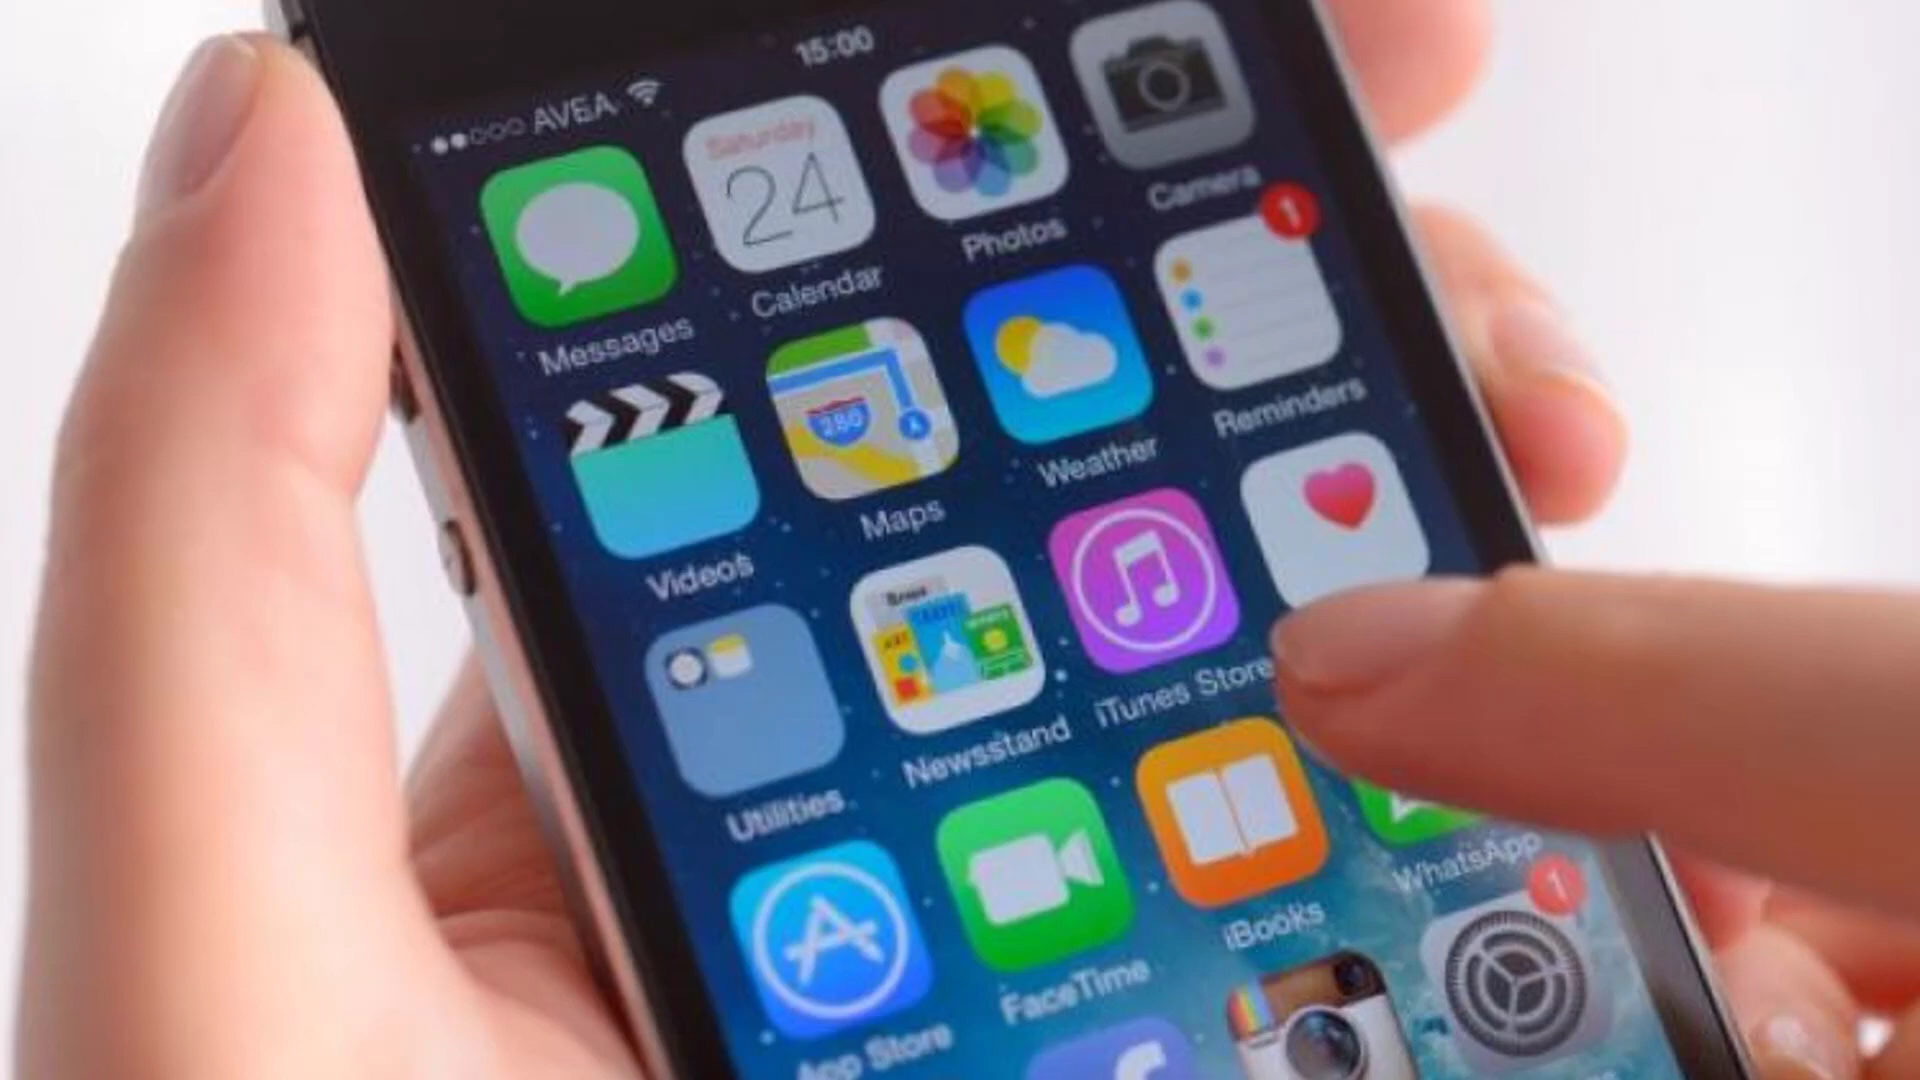 15:00
AVEA
Saturday
24
Messages
Calendar
Photos
Camera
1
280
Videos
Maps
Weather
Reminders
Utilities
Newsstand
iTunes Store
App Store
FaceTime
iBooks
WhatsApp
1